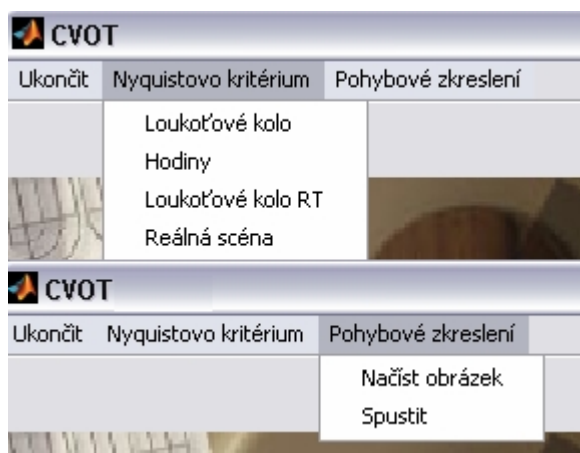 CVOT
Ukončit Nyquistovo kritérium Pohybové zkreslení
Loukoťové kolo
Hodiny
Loukoťové kolo RT
Reálná scéna
CVOT
Ukončit Nyquistovo kritérium Pohybové zkreslení
Načíst obrázek
Spustit